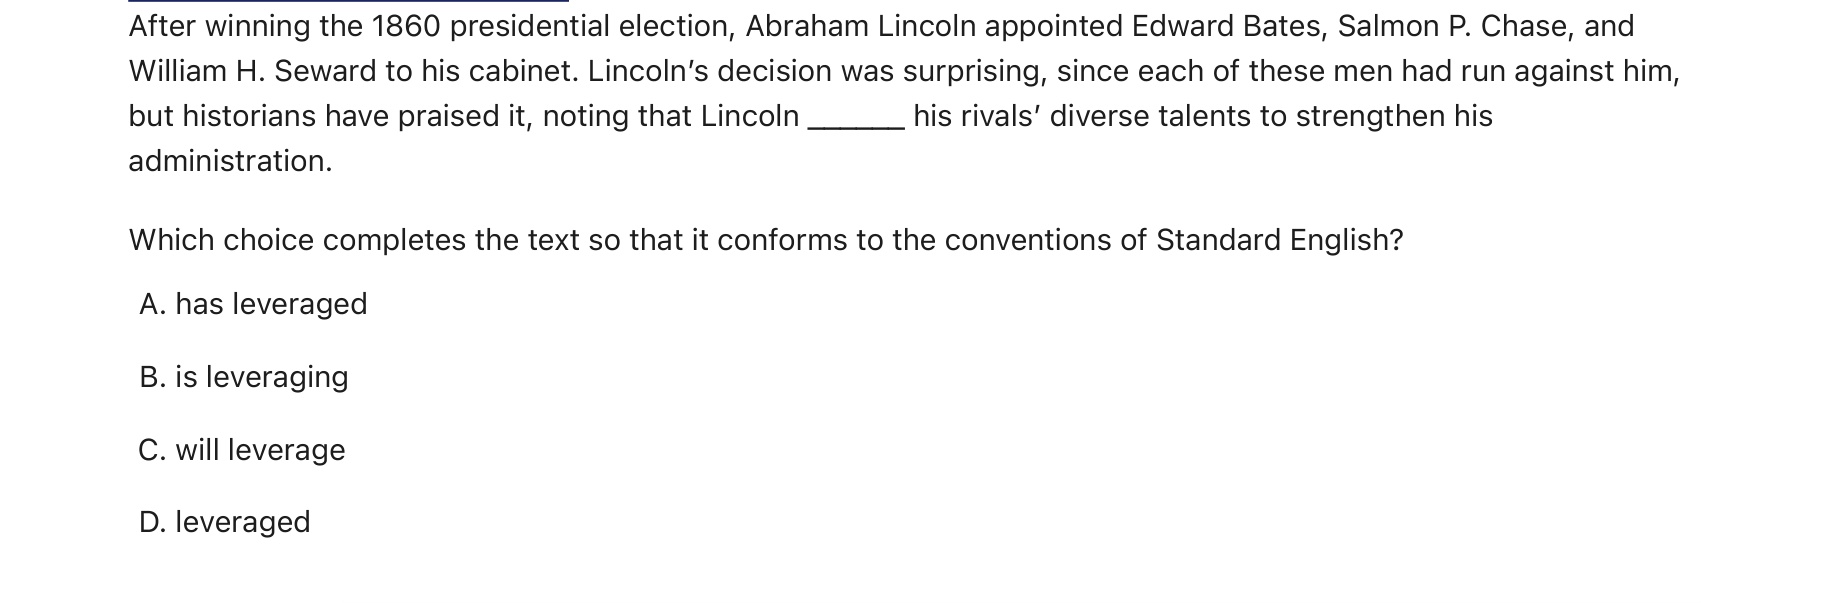 After winning the 1860 presidential election, Abraham Lincoln appointed Edward Bates, Salmon P. Chase, and
William H. Seward to his cabinet. Lincoln’s decision was surprising, since each of these men had run against him,
but historians have praised it, noting that Lincoln ______ his rivals’ diverse talents to strengthen his
administration.
Which choice completes the text so that it conforms to the conventions of Standard English?
A. has leveraged
B. is leveraging
C. will leverage
D. leveraged